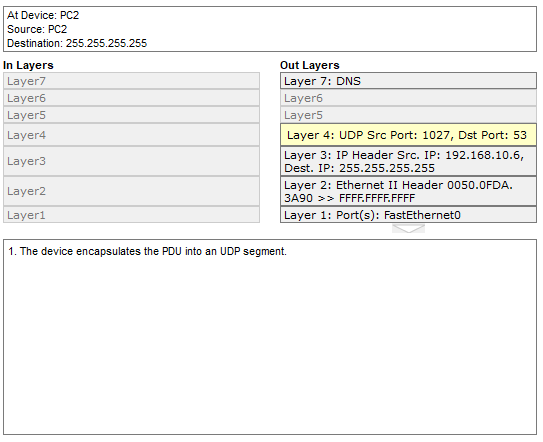 At Device: PC2
Source: PC2
Destination: 255.255.255.255
In Layers
Layer7
Layer6
Layer5
Layer4
Layer3
Layer2
Layer1
Out Layers
Layer 7: DNS
Layer6
Layer5
Layer 4: UDP Src Port: 1027, Dst Port: 53
Layer 3: IP Header Src. IP: 192.168.10.6,
Dest. IP: 255.255.255.255
Layer 2: Ethernet II Header 0050.0FDA.
3A90 >> FFFF.FFFF.FFFF
Layer 1: Port(s): FastEthernet0
1. The device encapsulates the PDU into an UDP segment.